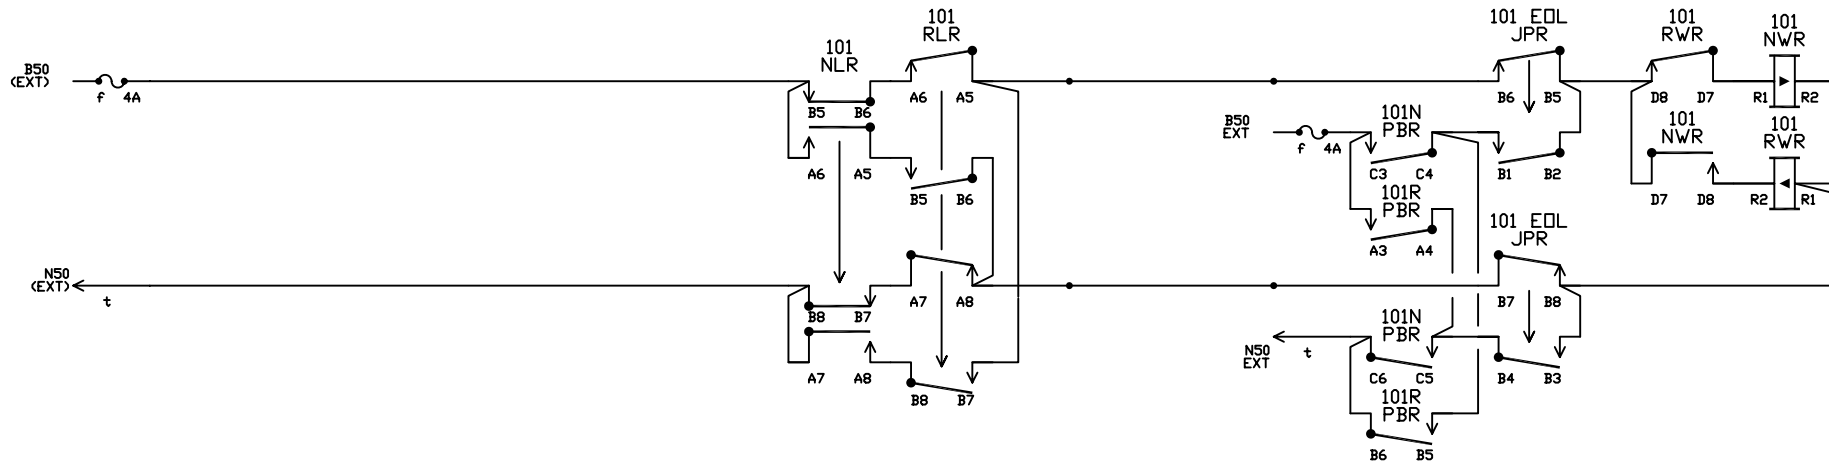 101
RLR
101 EOL
JPR
101
RWR
101
NWR
101
NLR
B50
(EXT)
f 4A
B5 B6
A6 A5
B6 B5
D8 D7
R1 R2
B50
EXT
f 4A
101N
PBR
101
NWR
101
RWR
A6 A5
C3 C4
B1 B2
B5 B6
D7 D8
R2 R1
101R
PBR
A3 A4
101 EOL
JPR
N50
(EXT)
t
A7 A8
B7 B8
B8 B7
101N
PBR
N50
EXT
t
A7 A8
C6 C5
B4 B3
B8 B7
101R
PBR
B6 B5